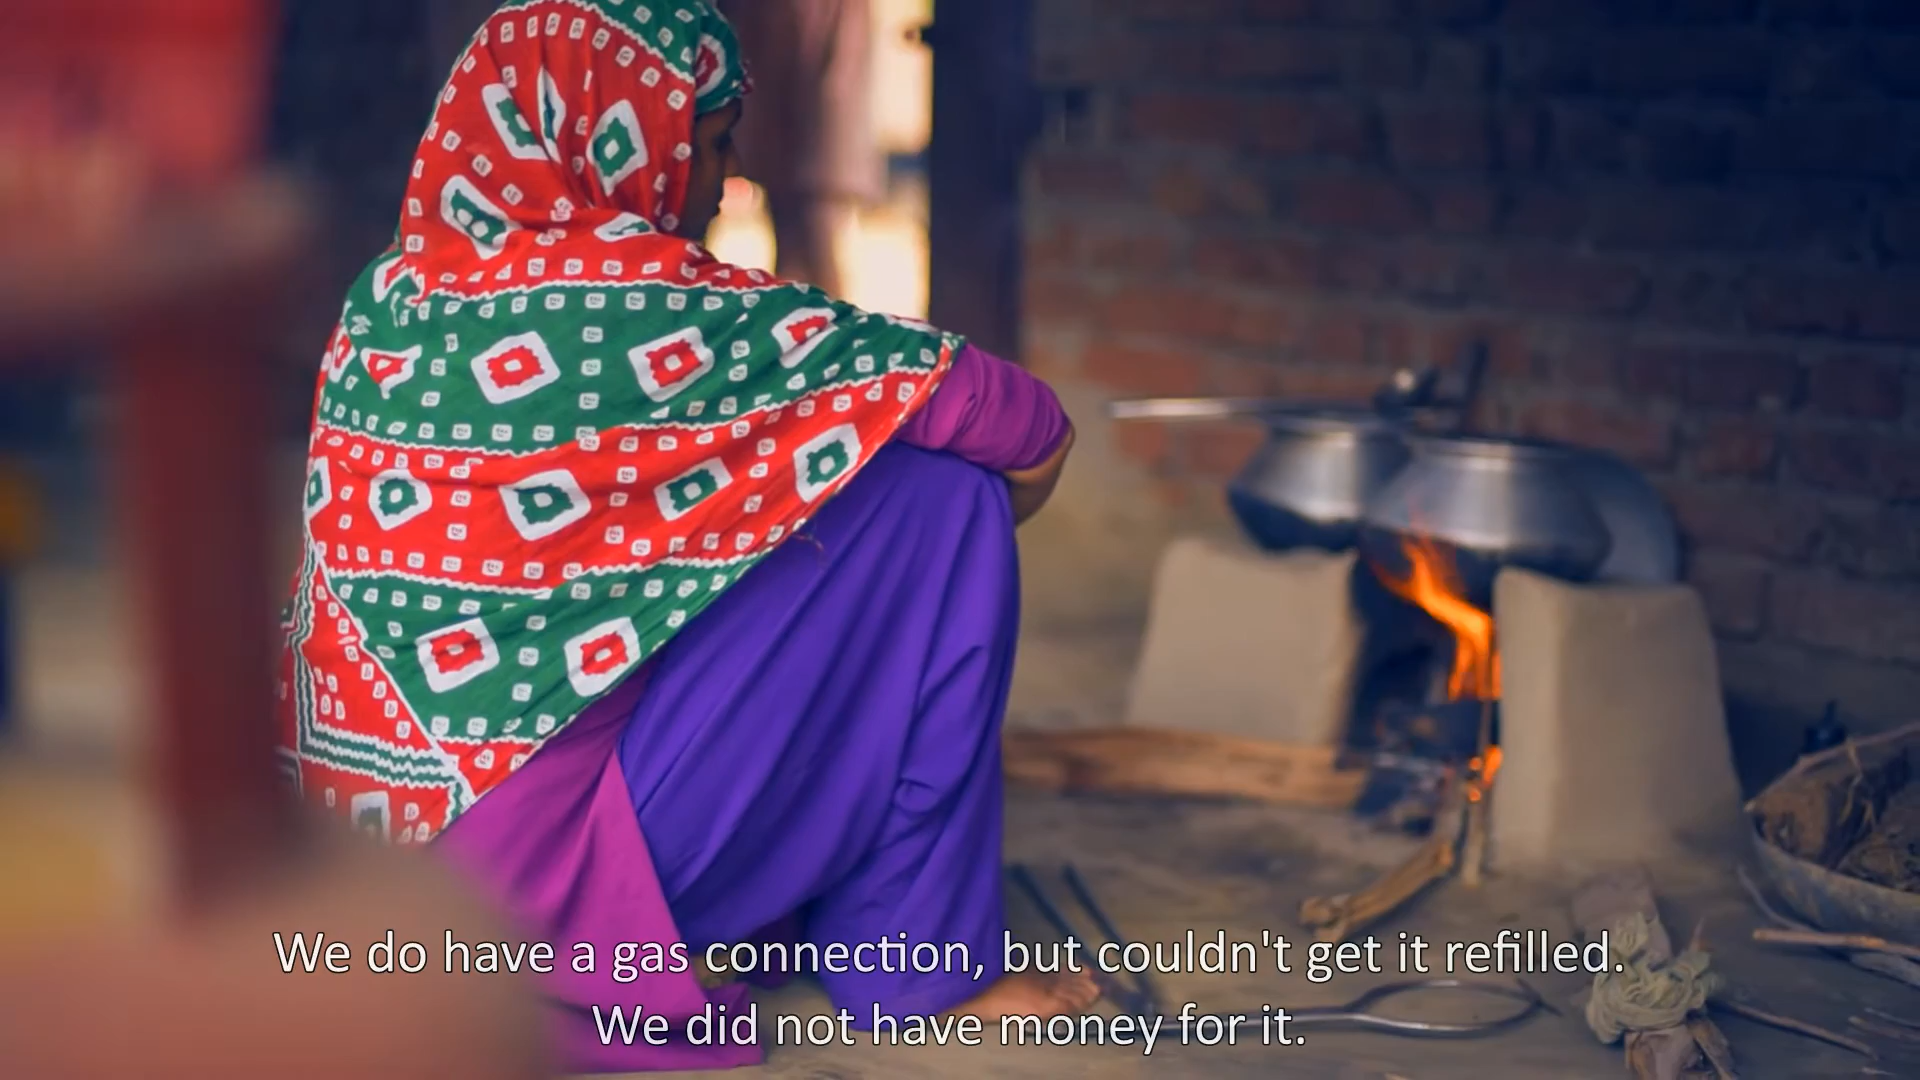 We do have a gas connection, but couldn't get it refilled.
We did not have money for it.